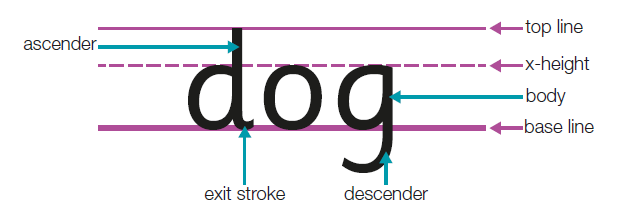 top line
ascender
x-height
dog
body
base line
exit stroke descender